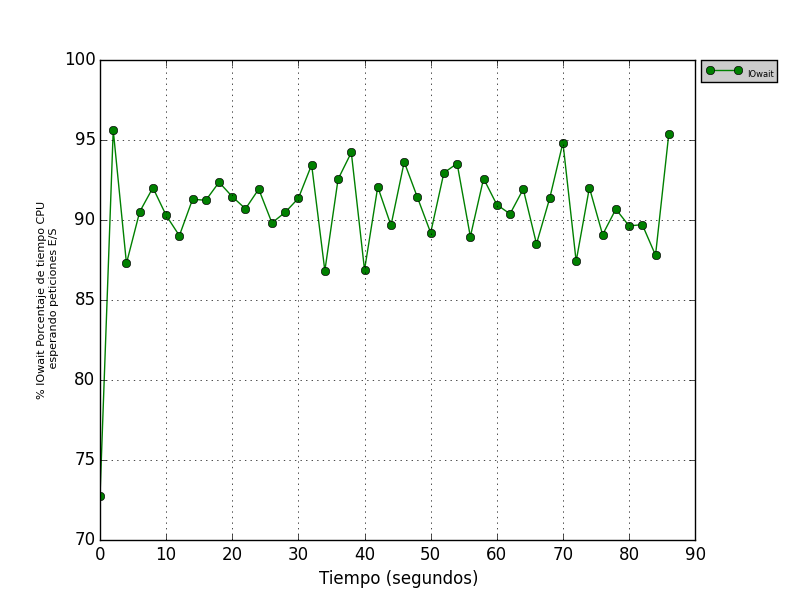 100
95
90
85
80
75
70
% IOwait Porcentaje de tiempo CPU
esperando peticiones E/S
0 10 20 30 40 50 60 70 80 90
Tiempo (segundos)
IOwait